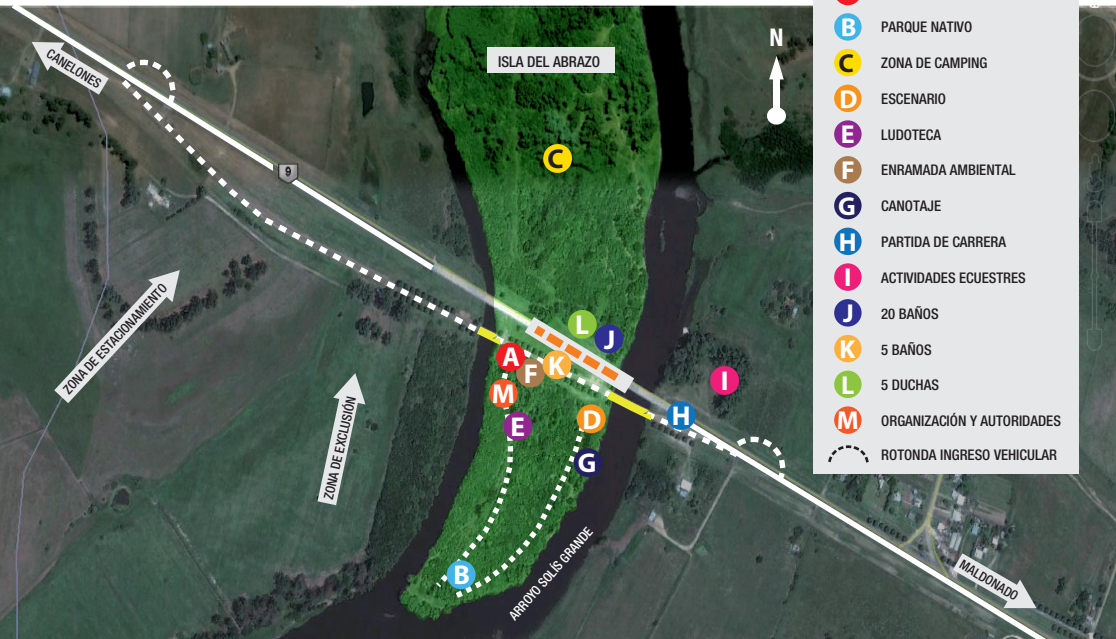 CANELONES
ISLA DEL ABRAZO
N
C
9
ZONA DE ESTACIONAMIENTO
ZONA DE EXCLUSIÓN
L
J
A
F
K
M
E
D
G
H
I
B
ARROYO SOLÍS GRANDE
MALDONADO
B PARQUE NATIVO
C ZONA DE CAMPING
D ESCENARIO
E LUDOTECA
F ENRAMADA AMBIENTAL
G CANOTAJE
H PARTIDA DE CARRERA
I ACTIVIDADES ECUESTRES
J 20 BAÑOS
K 5 BAÑOS
L 5 DUCHAS
M ORGANIZACIÓN Y AUTORIDADES
ROTONDA INGRESO VEHICULAR